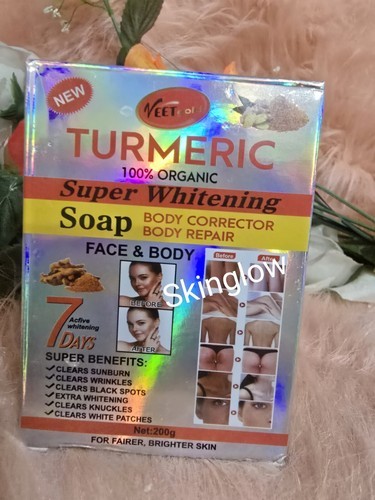 NEW
VEET Gold
TURMERIC
100% ORGANIC
Super Whitening
Soap BODY CORRECTOR
BODY REPAIR
FACE & BODY
Before After
Skinglow
BEFORE
7 Active
whitening
DAYS
AFTER
SUPER BENEFITS:
✓CLEARS SUNBURN
✓CLEARS WRINKLES
✓CLEARS BLACK SPOTS
✓EXTRA WHITENING
✓CLEARS KNUCKLES
✓CLEARS WHITE PATCHES
Net:200g
FOR FAIRER, BRIGHTER SKIN